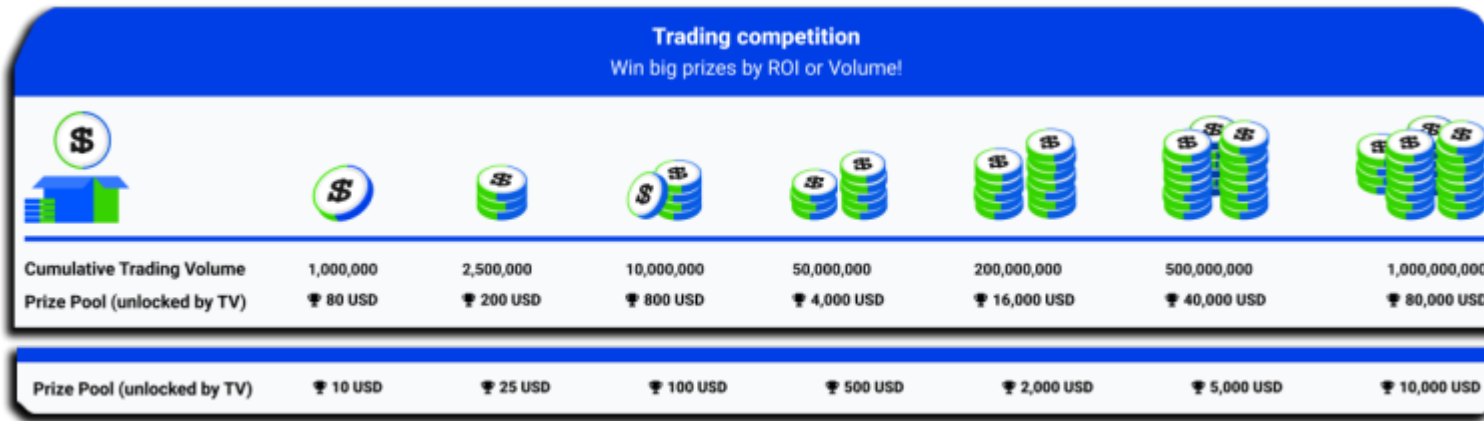 Trading competition
Win big prizes by ROI or Volume!
Cumulative Trading Volume 1,000,000 2,500,000 10,000,000 50,000,000 200,000,000 500,000,000 1,000,000,000
Prize Pool (unlocked by TV) 80 USD 200 USD 800 USD 4,000 USD 16,000 USD 40,000 USD 80,000 USD
Prize Pool (unlocked by TV) 10 USD 25 USD 100 USD 500 USD 2,000 USD 5,000 USD 10,000 USD